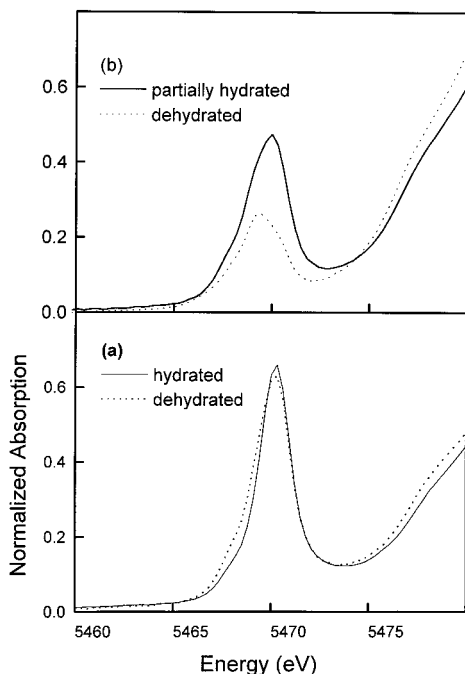 (b)
partially hydrated
dehydrated
0.6
0.4
0.2
0.0
(a)
hydrated
dehydrated
0.6
0.4
0.2
0.0
Normalized Absorption
5460 5465 5470 5475
Energy (eV)